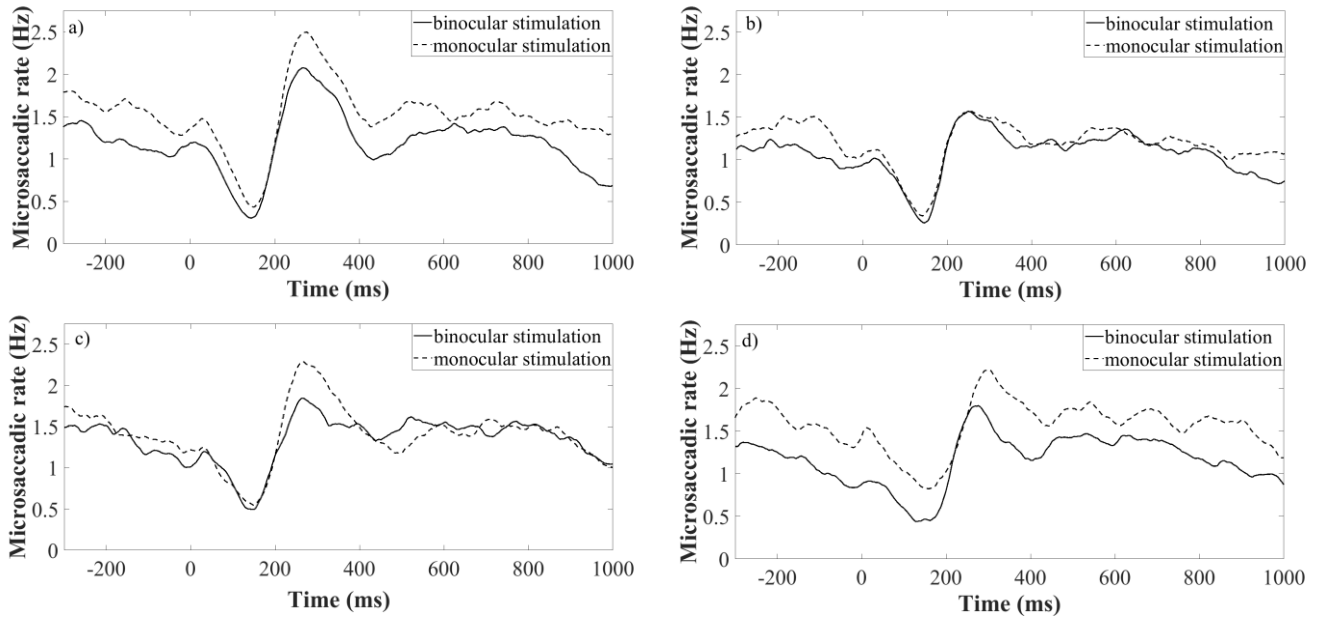 a)
binocular stimulation
monocular stimulation
Microsaccadic rate (Hz)
2.5
2
1.5
1
0.5
0
-200 0 200 400 600 800 1000
Time (ms)
b)
binocular stimulation
monocular stimulation
Microsaccadic rate (Hz)
2.5
2
1.5
1
0.5
0
-200 0 200 400 600 800 1000
Time (ms)
c)
binocular stimulation
monocular stimulation
Microsaccadic rate (Hz)
2.5
2
1.5
1
0.5
0
-200 0 200 400 600 800 1000
Time (ms)
d)
binocular stimulation
monocular stimulation
Microsaccadic rate (Hz)
2.5
2
1.5
1
0.5
0
-200 0 200 400 600 800 1000
Time (ms)